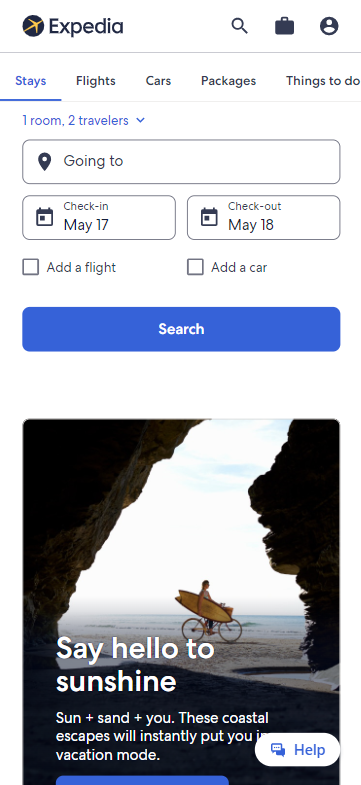 Expedia
Stays Flights Cars Packages Things to do
1 room, 2 travelers
Going to
Check-in
May 17
Check-out
May 18
Add a flight
Add a car
Search
Say hello to
sunshine
Sun + sand + you. These coastal
escapes will instantly put you
vacation mode.
Help